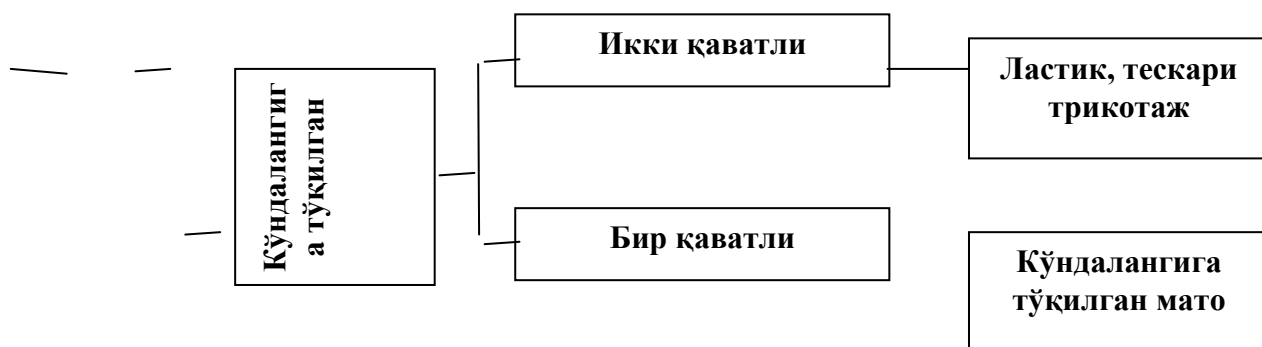 Кўндалангиг
а тўқилган
Икки қаватли
Ластик, тескари
трикотаж
Бир қаватли
Кўндалангига
тўқилган мато